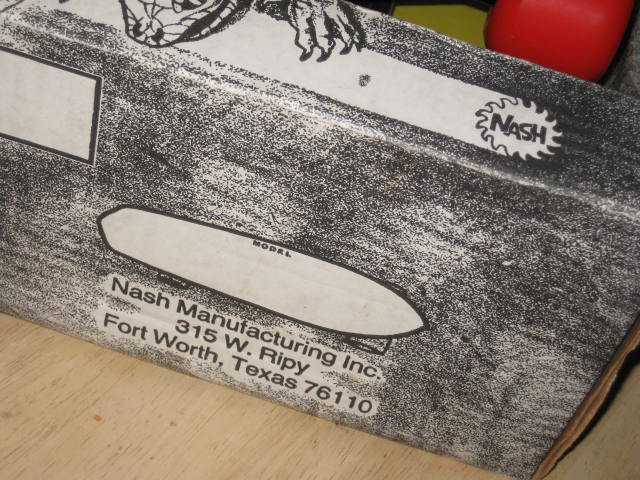 NASH
MODEL
Nash Manufacturing Inc.
315 W. Ripy
Fort Worth, Texas 76110